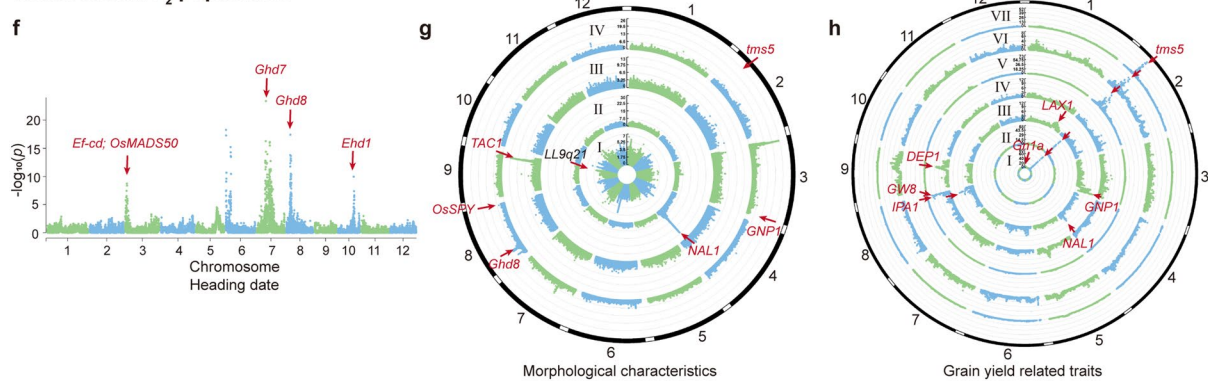 f
-log₁₀(p)
20
15
10
5
0
Ef-cd; OsMADS50
Ghd7
Ghd8
Ehd1
1 2 3 4 5 6 7 8 9 10 11 12
Chromosome
Heading date
g
12
1
2
3
4
5
6
7
8
9
10
11
IV
III
II
I
tms5
TAC1
LL9q21
OsSPY
Ghd8
NAL1
GNP1
Morphological characteristics
h
12
1
2
3
4
5
6
7
8
9
10
11
VII
VI
V
IV
III
II
I
tms5
LAX1
Gn1a
DEP1
GW8
IPA1
GNP1
NAL1
Grain yield related traits